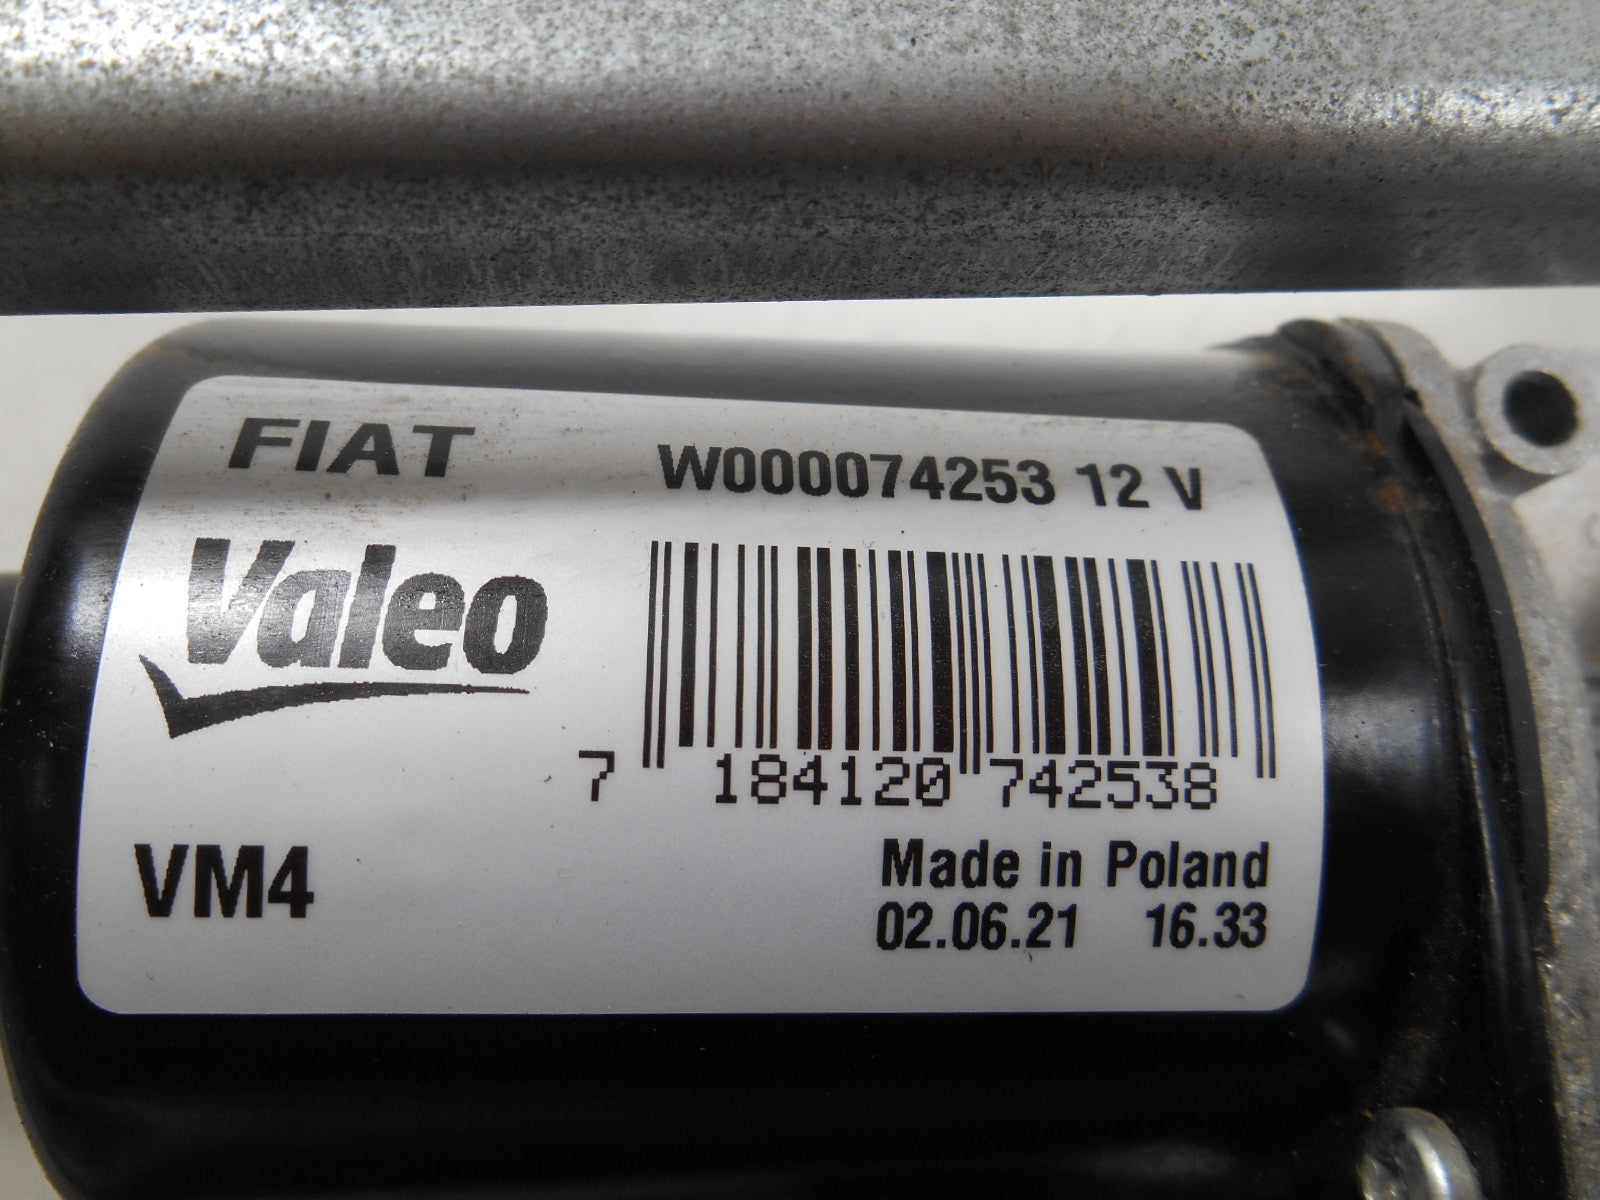 FIAT
W000074253 12 V
Valeo
7 184120 742538
VM4
Made in Poland
02.06.21 16.33